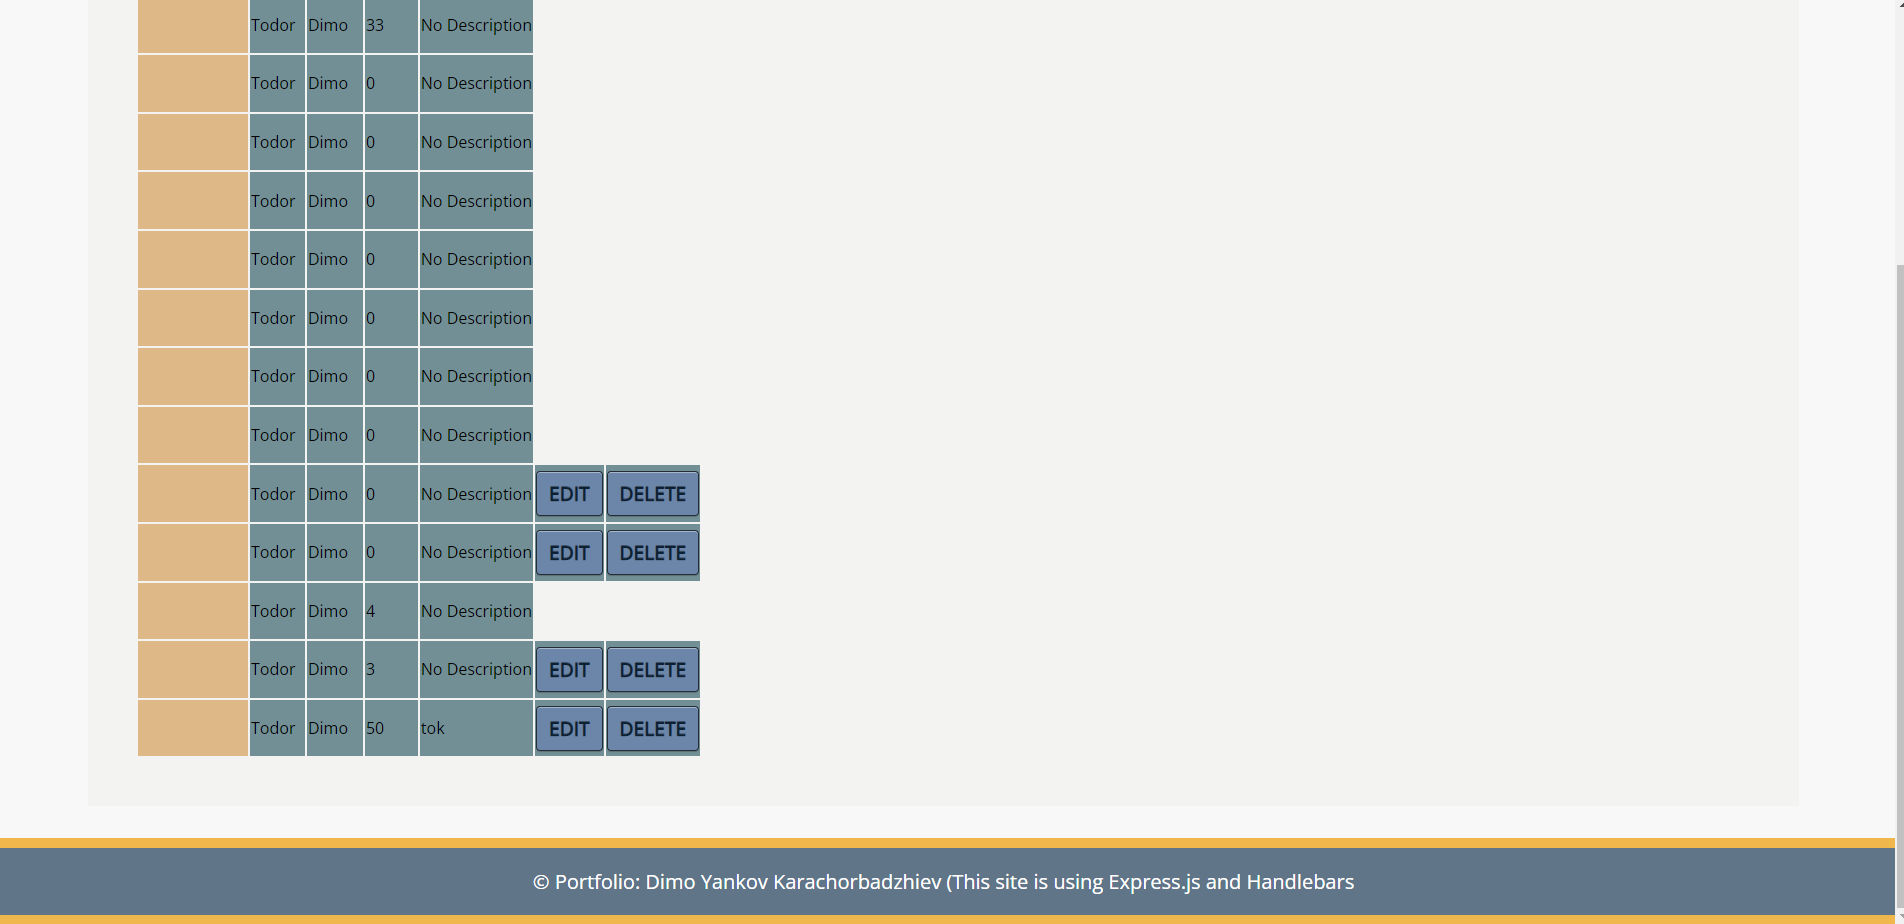 Todor Dimo 33 No Description
Todor Dimo 0 No Description
Todor Dimo 0 No Description
Todor Dimo 0 No Description
Todor Dimo 0 No Description
Todor Dimo 0 No Description
Todor Dimo 0 No Description
Todor Dimo 0 No Description
Todor Dimo 0 No Description EDIT DELETE
Todor Dimo 0 No Description EDIT DELETE
Todor Dimo 4 No Description
Todor Dimo 3 No Description EDIT DELETE
Todor Dimo 50 tok EDIT DELETE
© Portfolio: Dimo Yankov Karachorbadzhiev (This site is using Express.js and Handlebars